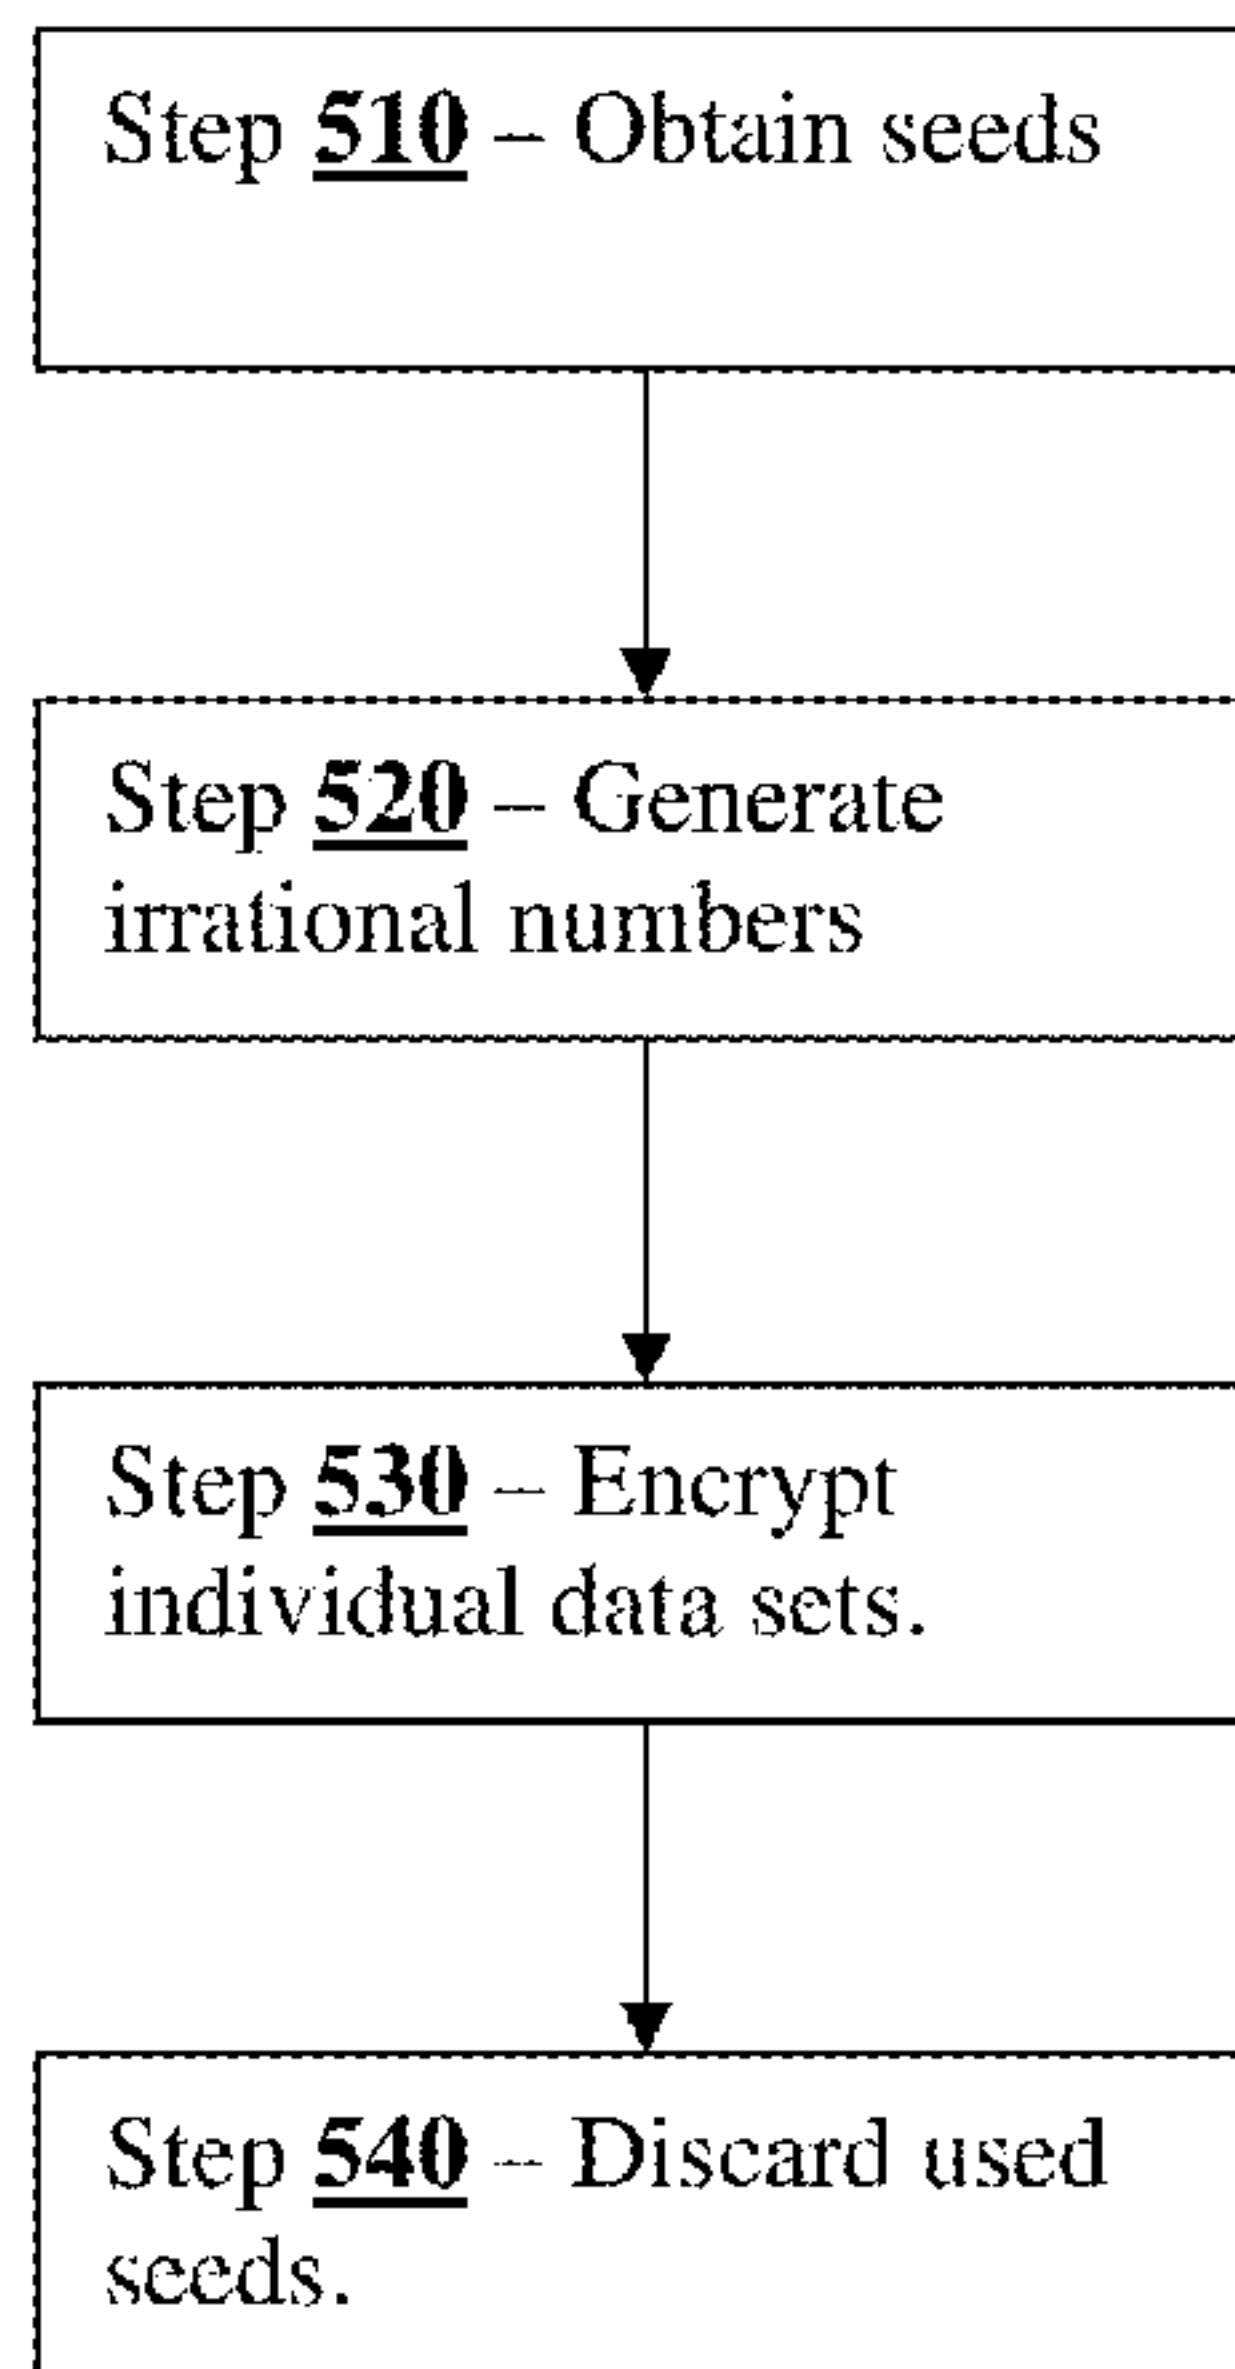 Step 510 – Obtain seeds
Step 520 – Generate
irrational numbers
Step 530 – Encrypt
individual data sets.
Step 540 – Discard used
seeds.